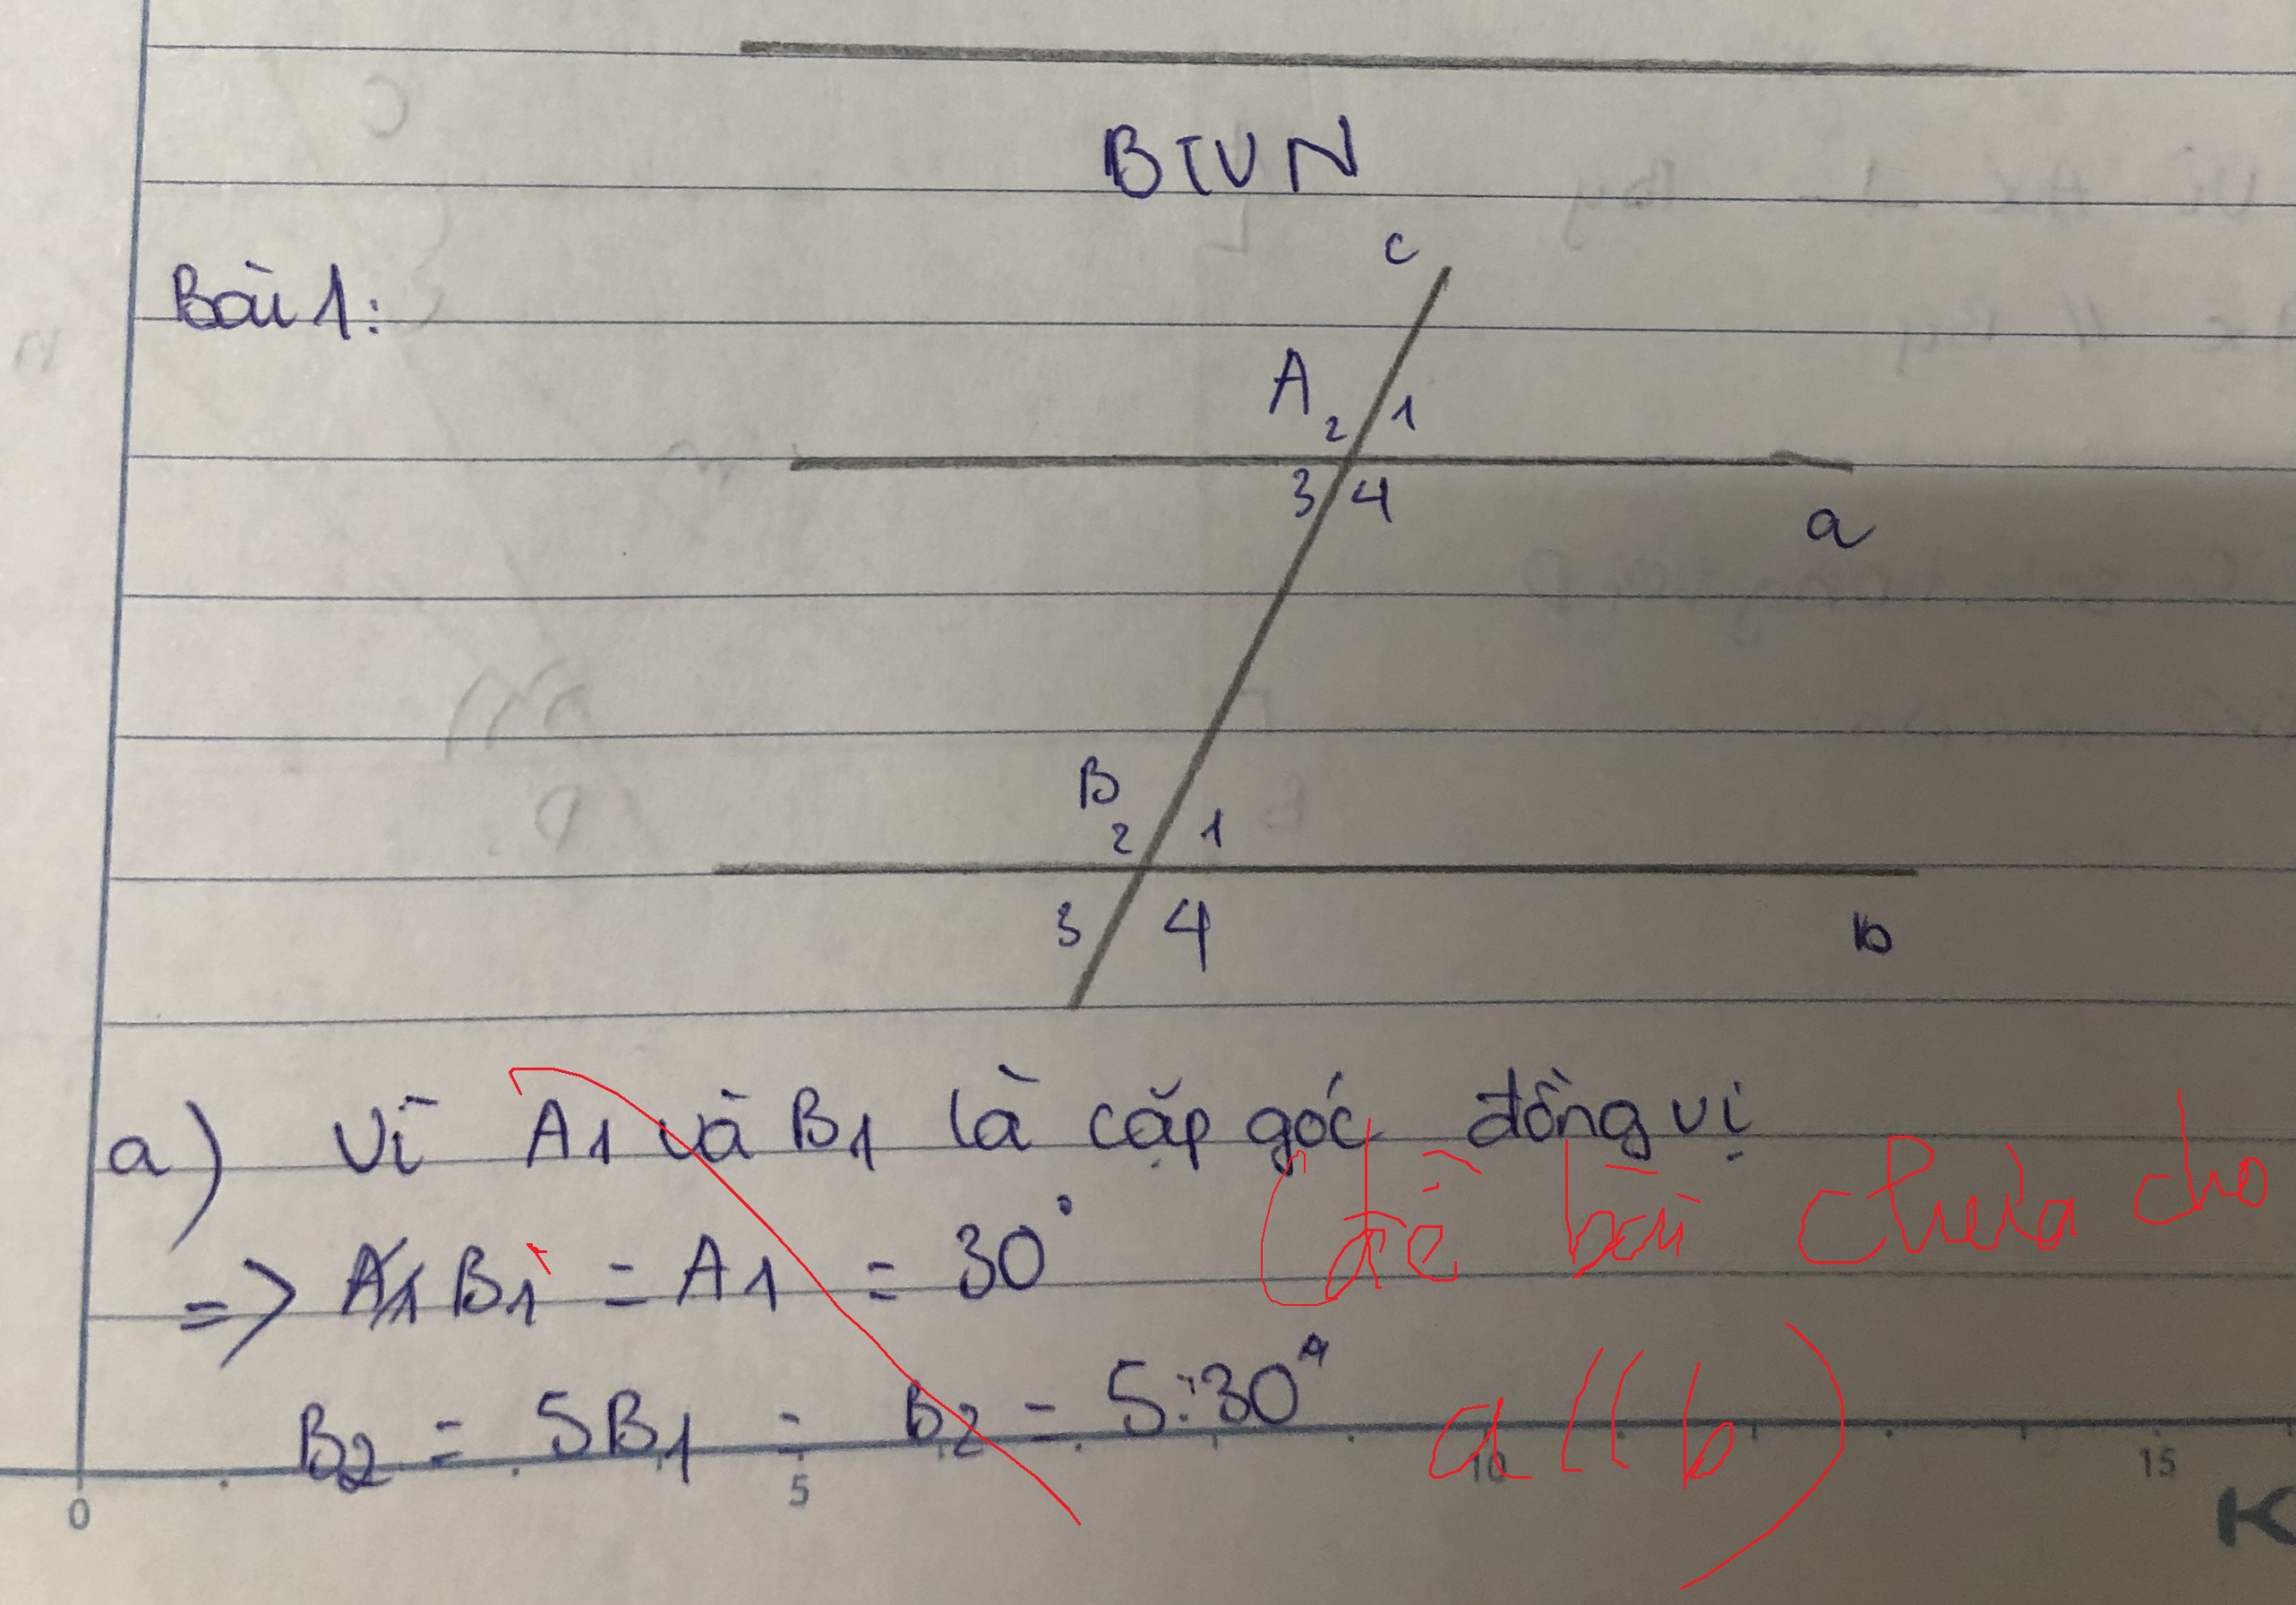 BTVN
Bài 1:
c
A
2 1
3 4
a
B
2 1
3 4
b
a) Vì A1 và B1 là cặp góc đồng vị
(đề bài chưa cho
=> A1 B1 = A1 = 30°
a // b)
B2 = 5B1 = B2 = 5.30°
0 5 10 15
K